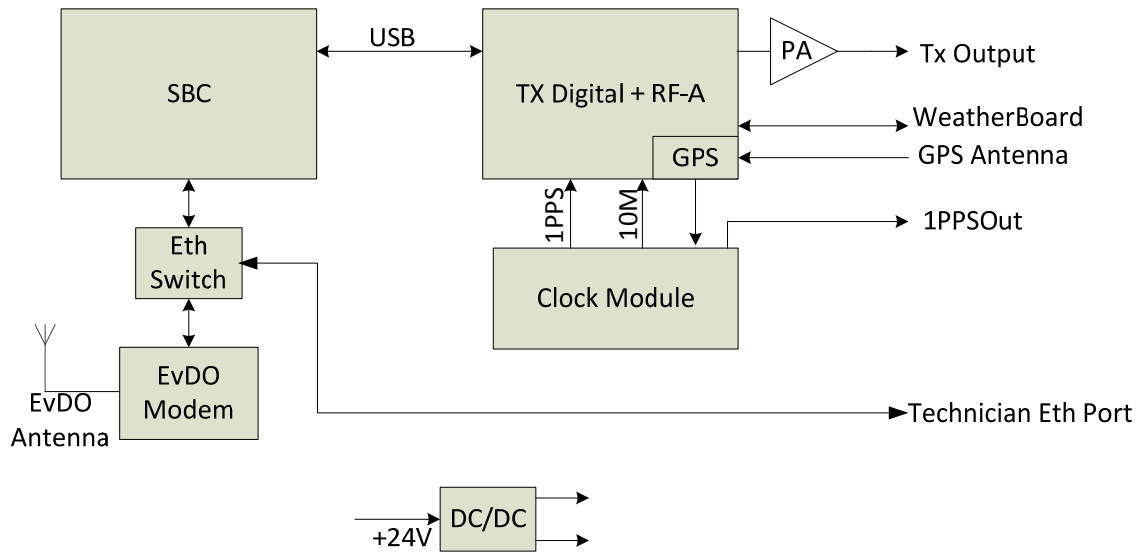 USB
PA
Tx Output
SBC
TX Digital + RF-A
WeatherBoard
GPS
GPS Antenna
1PPS
10M
1PPSOut
Eth
Switch
Clock Module
EvDO
Modem
EvDO
Antenna
Technician Eth Port
DC/DC
+24V